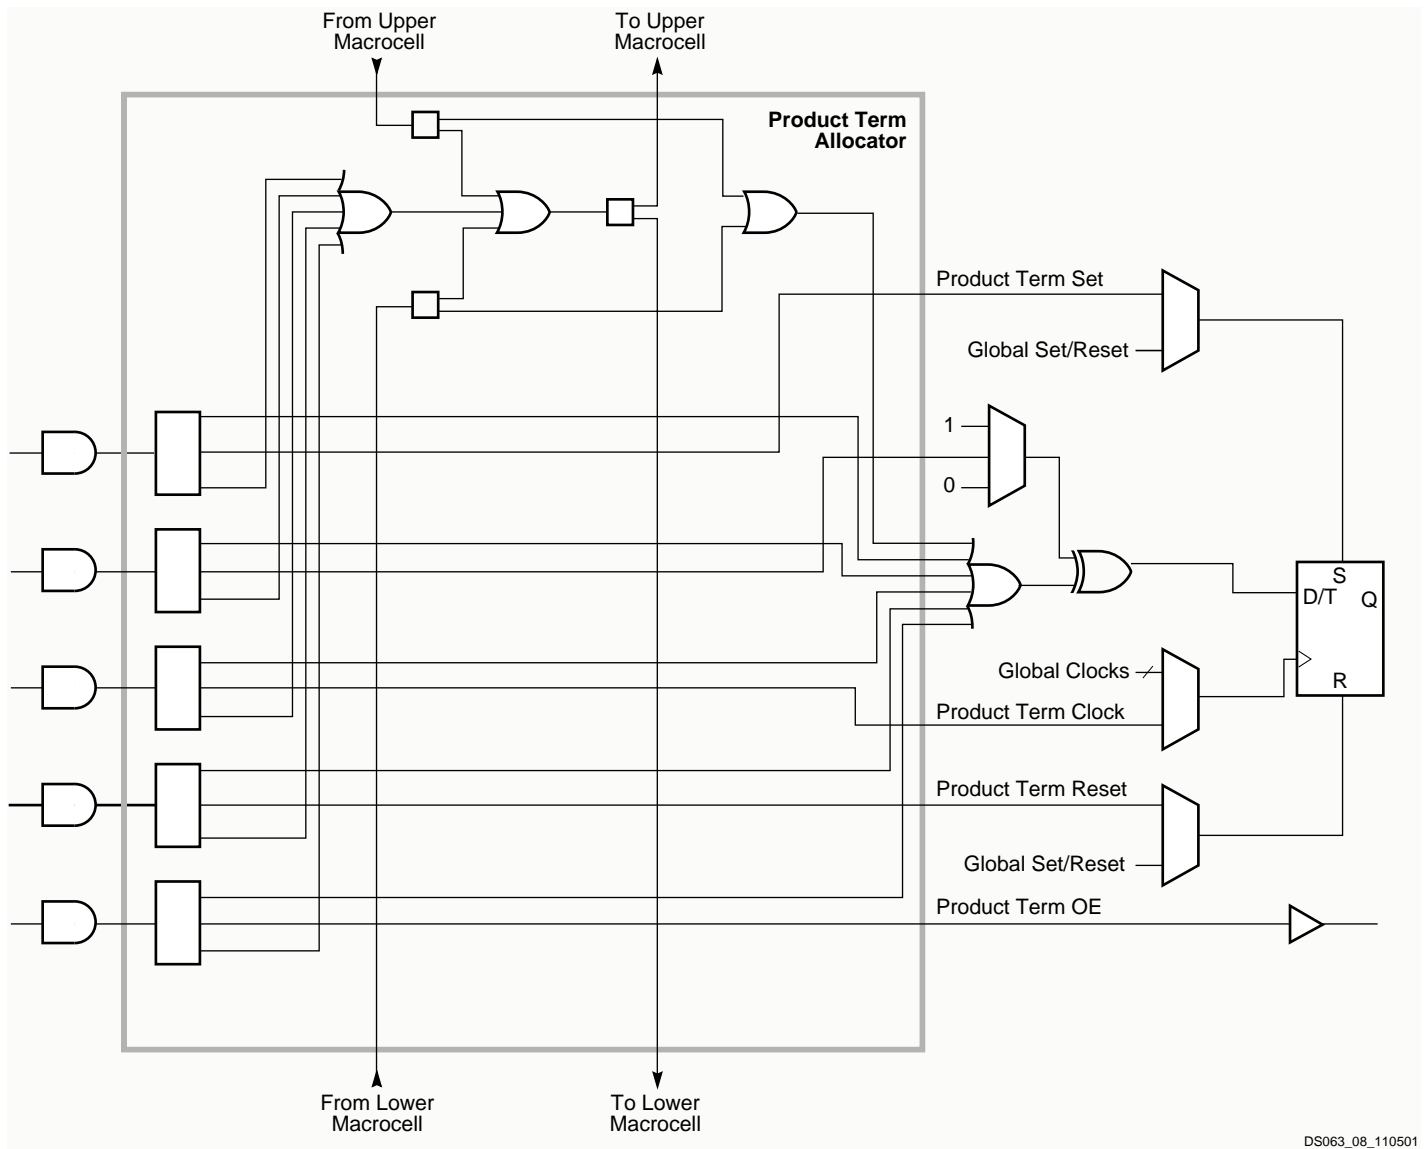 From Upper
Macrocell
To Upper
Macrocell
Product Term
Allocator
Product Term Set
Global Set/Reset
1
0
S
D/T
Q
R
Global Clocks
Product Term Clock
Product Term Reset
Global Set/Reset
Product Term OE
From Lower
Macrocell
To Lower
Macrocell
DS063_08_110501